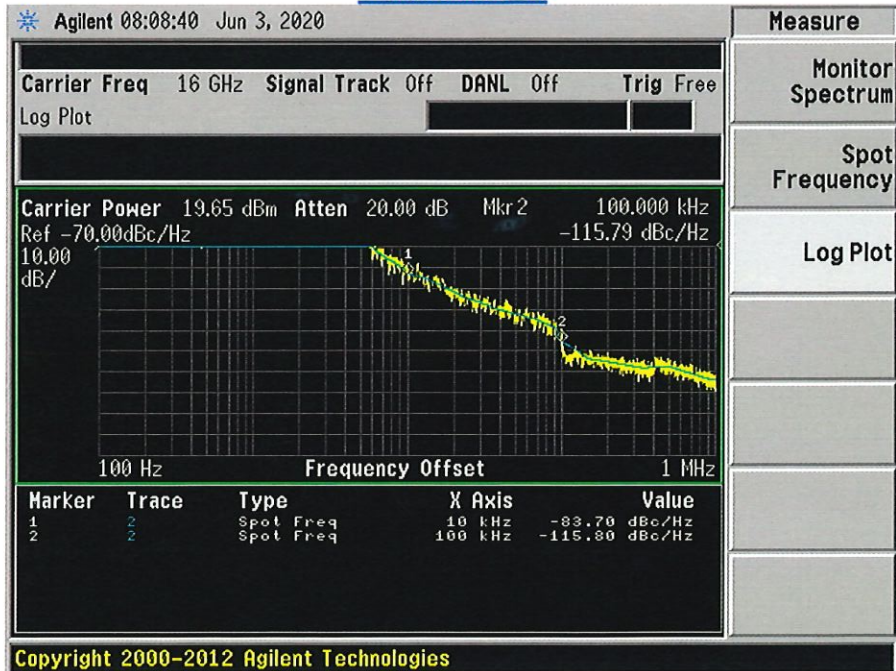 Agilent 08:08:40 Jun 3, 2020
Measure
Carrier Freq 16 GHz Signal Track Off DANL Off Trig Free
Log Plot
Monitor Spectrum
Spot Frequency
Log Plot
Carrier Power 19.65 dBm Atten 20.00 dB Mkr2 100.000 kHz
Ref -70.00dBc/Hz -115.79 dBc/Hz
10.00
dB/
1
2
100 Hz Frequency Offset 1 MHz
Marker Trace Type X Axis Value
1 2 Spot Freq 10 kHz -83.70 dBc/Hz
2 2 Spot Freq 100 kHz -115.80 dBc/Hz
Copyright 2000-2012 Agilent Technologies